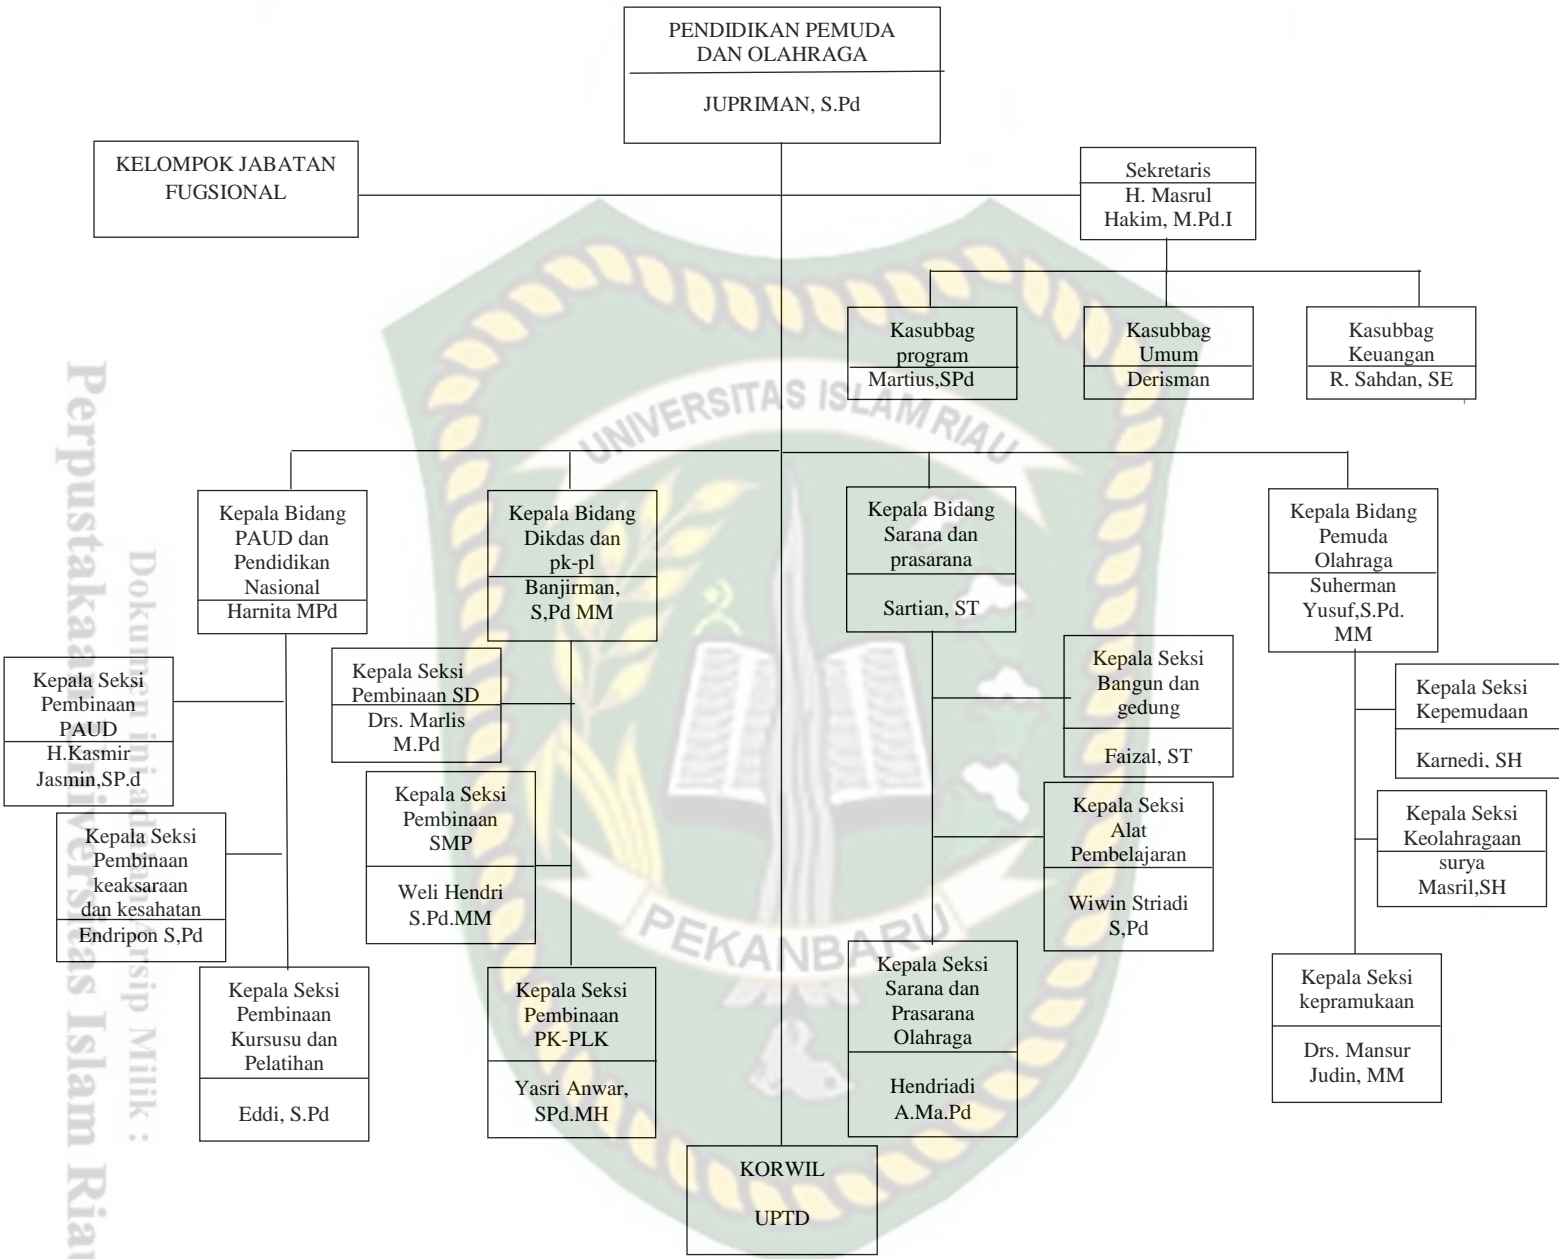 PENDIDIKAN PEMUDA
DAN OLAHRAGA
JUPRIMAN, S.Pd
KELOMPOK JABATAN
FUGSIONAL
Sekretaris
H. Masrul
Hakim, M.Pd.I
Kasubbag
program
Martius,SPd
Kasubbag
Umum
Derisman
Kasubbag
Keuangan
R. Sahdan, SE
UNIVERSITAS ISLAM RIAU
Kepala Bidang
PAUD dan
Pendidikan
Nasional
Harnita MPd
Kepala Bidang
Dikdas dan
pk-pl
Banjirman,
S,Pd MM
Kepala Bidang
Sarana dan
prasarana
Sartian, ST
Kepala Bidang
Pemuda
Olahraga
Suherman
Yusuf,S.Pd.
MM
Kepala Seksi
Pembinaan
PAUD
H.Kasmir
Jasmin,SP.d
Kepala Seksi
Pembinaan SD
Drs. Marlis
M.Pd
Kepala Seksi
Bangun dan
gedung
Faizal, ST
Kepala Seksi
Kepemudaan
Karnedi, SH
Kepala Seksi
Pembinaan
keaksaraan
dan kesahatan
Endripon S,Pd
Kepala Seksi
Pembinaan
SMP
Weli Hendri
S.Pd.MM
Kepala Seksi
Alat
Pembelajaran
Wiwin Striadi
S,Pd
Kepala Seksi
Keolahragaan
surya
Masril,SH
PEKANBARU
Kepala Seksi
Pembinaan
Kursusu dan
Pelatihan
Eddi, S.Pd
Kepala Seksi
Pembinaan
PK-PLK
Yasri Anwar,
SPd.MH
Kepala Seksi
Sarana dan
Prasarana
Olahraga
Hendriadi
A.Ma.Pd
Kepala Seksi
kepramukaan
Drs. Mansur
Judin, MM
KORWIL
UPTD
Dokumen ini adalah Arsip Milik :
Perpustakaan Universitas Islam Riau